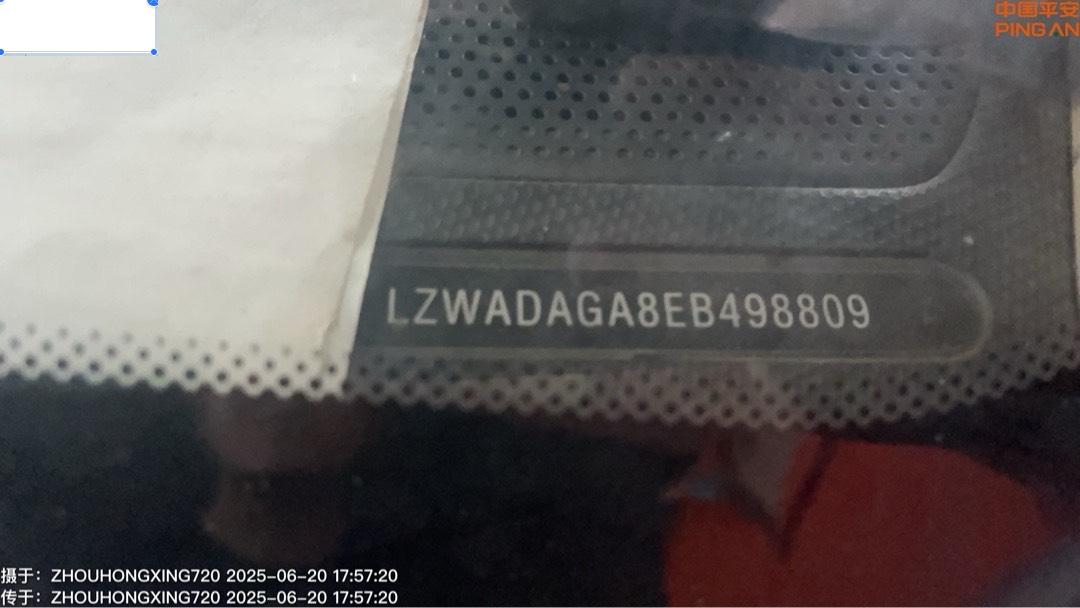 中国平安
PING AN
LZWADAGA8EB498809
摄于：ZHOUHONGXING720 2025-06-20 17:57:20
传于：ZHOUHONGXING720 2025-06-20 17:57:20